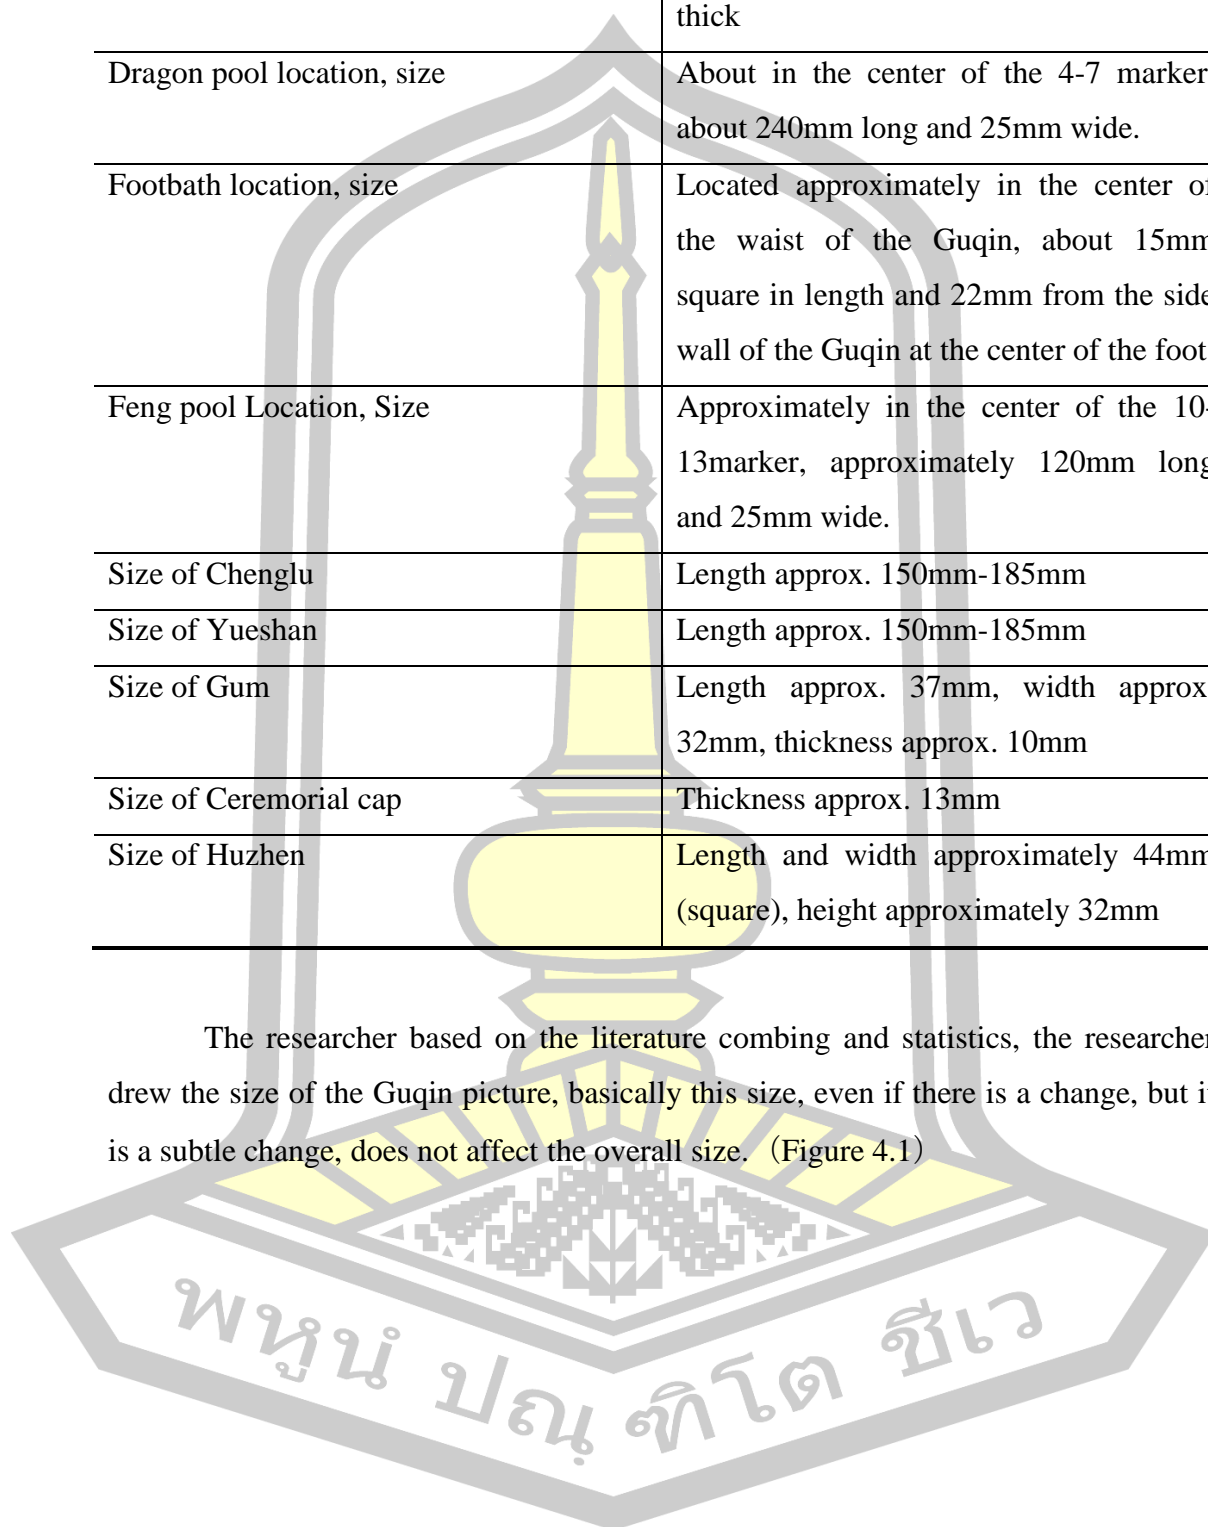 thick
Dragon pool location, size
About in the center of the 4-7 marker
about 240mm long and 25mm wide.
Footbath location, size
Located approximately in the center of
the waist of the Guqin, about 15mm
square in length and 22mm from the side
wall of the Guqin at the center of the foot
Feng pool Location, Size
Approximately in the center of the 10-
13marker, approximately 120mm long
and 25mm wide.
Size of Chenglu
Length approx. 150mm-185mm
Size of Yueshan
Length approx. 150mm-185mm
Size of Gum
Length approx. 37mm, width approx
32mm, thickness approx. 10mm
Size of Ceremorial cap
Thickness approx. 13mm
Size of Huzhen
Length and width approximately 44mm
(square), height approximately 32mm
The researcher based on the literature combing and statistics, the researcher
drew the size of the Guqin picture, basically this size, even if there is a change, but it
is a subtle change, does not affect the overall size.（Figure 4.1）
พหูนํ ปณฺฑิโต ชีเว